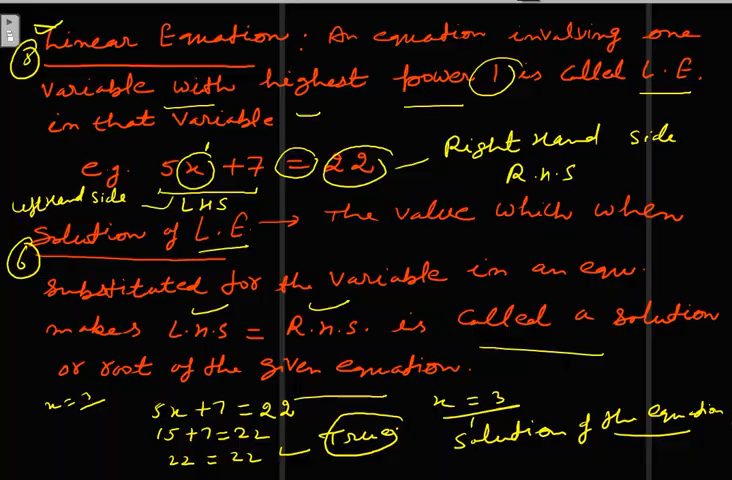 8 Linear Equation: An equation involving one
variable with highest power 1 is called L.E.
in that variable
e.g. 5x + 7 = 22
1
Right Hand side
R.H.S
Left Hand side
LHS
6 Solution of L.E. → The value which when
substituted for the variable in an equ.
makes L.H.S = R.H.S. is called a solution
or root of the given equation.
x = 3
5x + 7 = 22
15 + 7 = 22
22 = 22
true
x = 3
Solution of the equation